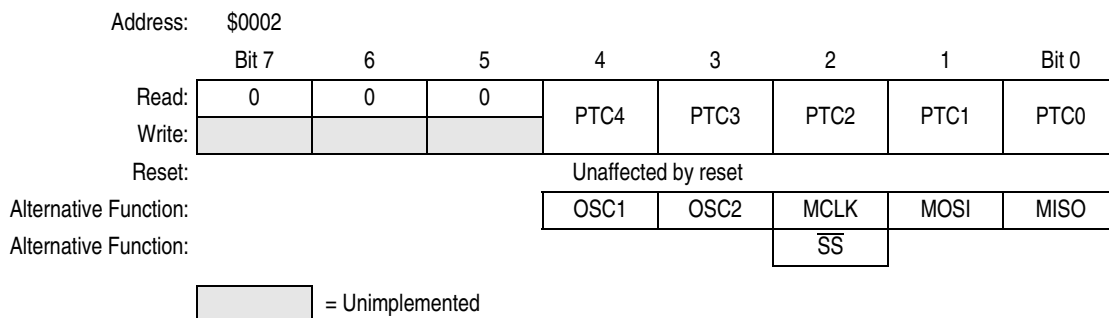 Address: $0002
Bit 7 6 5 4 3 2 1 Bit 0
Read: 0 0 0 PTC4 PTC3 PTC2 PTC1 PTC0
Write:
Reset: Unaffected by reset
Alternative Function: OSC1 OSC2 MCLK MOSI MISO
Alternative Function: S̅S̅
= Unimplemented